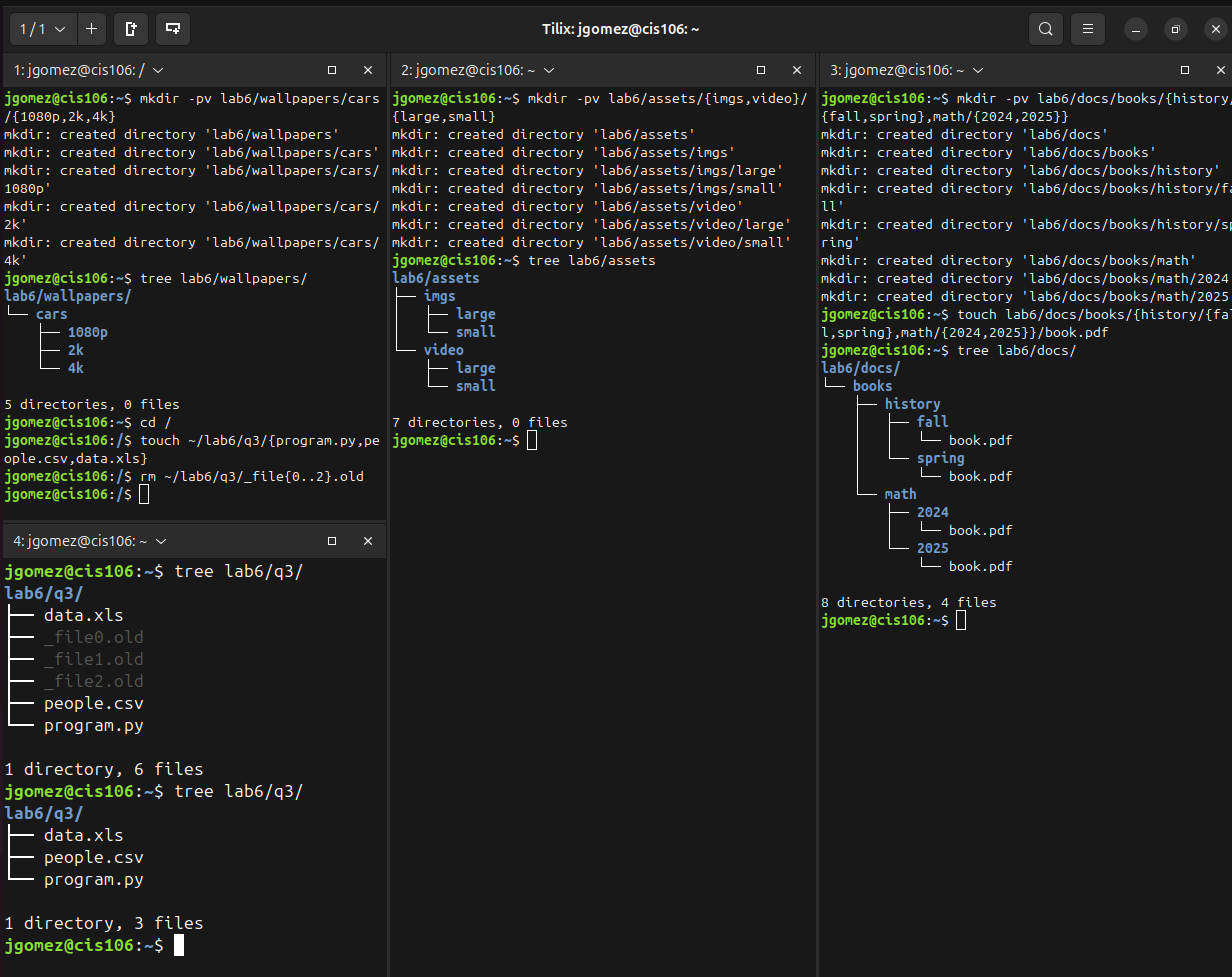 1 / 1
Tilix: jgomez@cis106: ~
1: jgomez@cis106: /
jgomez@cis106:~$ mkdir -pv lab6/wallpapers/cars
/{1080p,2k,4k}
mkdir: created directory 'lab6/wallpapers'
mkdir: created directory 'lab6/wallpapers/cars'
mkdir: created directory 'lab6/wallpapers/cars/
1080p'
mkdir: created directory 'lab6/wallpapers/cars/
2k'
mkdir: created directory 'lab6/wallpapers/cars/
4k'
jgomez@cis106:~$ tree lab6/wallpapers/
lab6/wallpapers/
└── cars
    ├── 1080p
    ├── 2k
    └── 4k
5 directories, 0 files
jgomez@cis106:~$ cd /
jgomez@cis106:/$ touch ~/lab6/q3/{program.py,pe
ople.csv,data.xls}
jgomez@cis106:/$ rm ~/lab6/q3/_file{0..2}.old
jgomez@cis106:/$
2: jgomez@cis106: ~
jgomez@cis106:~$ mkdir -pv lab6/assets/{imgs,video}/
{large,small}
mkdir: created directory 'lab6/assets'
mkdir: created directory 'lab6/assets/imgs'
mkdir: created directory 'lab6/assets/imgs/large'
mkdir: created directory 'lab6/assets/imgs/small'
mkdir: created directory 'lab6/assets/video'
mkdir: created directory 'lab6/assets/video/large'
mkdir: created directory 'lab6/assets/video/small'
jgomez@cis106:~$ tree lab6/assets
lab6/assets
├── imgs
│   ├── large
│   └── small
└── video
    ├── large
    └── small
7 directories, 0 files
jgomez@cis106:~$
3: jgomez@cis106: ~
jgomez@cis106:~$ mkdir -pv lab6/docs/books/{history/
{fall,spring},math/{2024,2025}}
mkdir: created directory 'lab6/docs'
mkdir: created directory 'lab6/docs/books'
mkdir: created directory 'lab6/docs/books/history'
mkdir: created directory 'lab6/docs/books/history/fa
ll'
mkdir: created directory 'lab6/docs/books/history/sp
ring'
mkdir: created directory 'lab6/docs/books/math'
mkdir: created directory 'lab6/docs/books/math/2024
mkdir: created directory 'lab6/docs/books/math/2025
jgomez@cis106:~$ touch lab6/docs/books/{history/{fal
l,spring},math/{2024,2025}}/book.pdf
jgomez@cis106:~$ tree lab6/docs/
lab6/docs/
└── books
    ├── history
    │   ├── fall
    │   │   └── book.pdf
    │   └── spring
    │       └── book.pdf
    └── math
        ├── 2024
        │   └── book.pdf
        └── 2025
            └── book.pdf
8 directories, 4 files
jgomez@cis106:~$
4: jgomez@cis106: ~
jgomez@cis106:~$ tree lab6/q3/
lab6/q3/
├── data.xls
├── _file0.old
├── _file1.old
├── _file2.old
├── people.csv
└── program.py
1 directory, 6 files
jgomez@cis106:~$ tree lab6/q3/
lab6/q3/
├── data.xls
├── people.csv
└── program.py
1 directory, 3 files
jgomez@cis106:~$